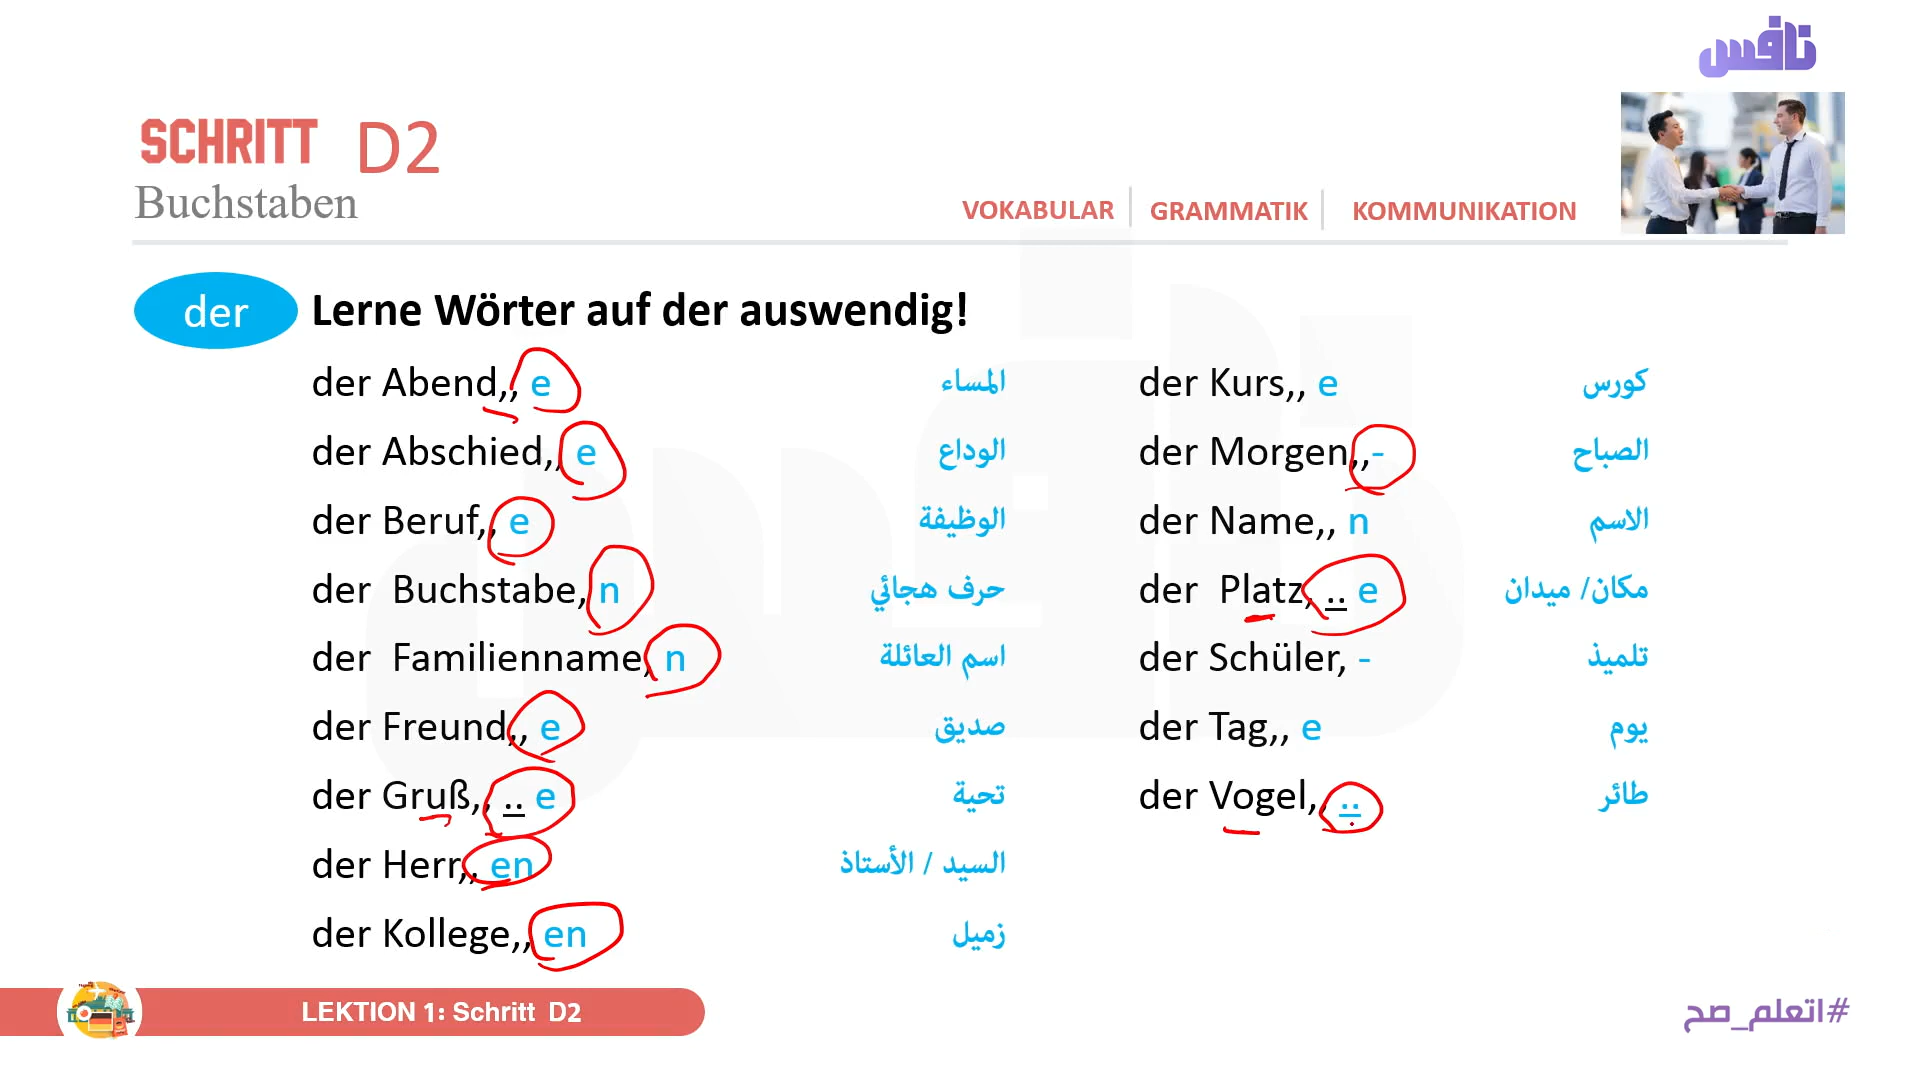 نافس
SCHRITT D2
Buchstaben
VOKABULAR GRAMMATIK KOMMUNIKATION
der
Lerne Wörter auf der auswendig!
der Abend,, e المساء
der Abschied,, e الوداع
der Beruf,, e الوظيفة
der Buchstabe, n حرف هجائي
der Familienname, n اسم العائلة
der Freund,, e صديق
der Gruß,, .. e تحية
der Herr,, en السيد / الأستاذ
der Kollege,, en زميل
der Kurs,, e كورس
der Morgen,,- الصباح
der Name,, n الاسم
der Platz, .. e مكان/ ميدان
der Schüler, - تلميذ
der Tag,, e يوم
der Vogel,, .. طائر
LEKTION 1: Schritt D2
#اتعلم_صح